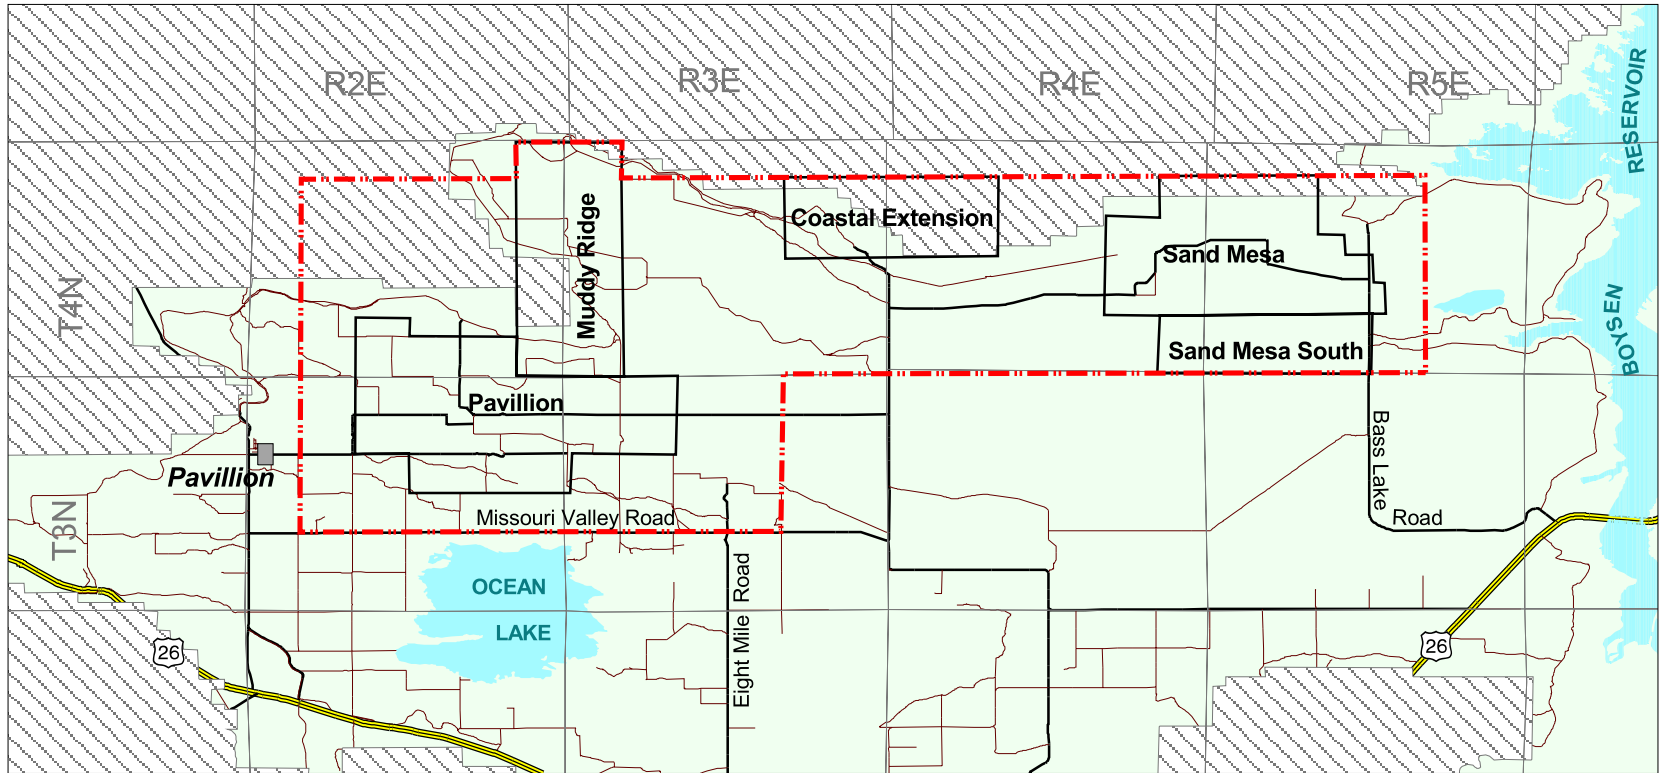 R2E
R3E
R4E
R5E
RESERVOIR
BOYSEN
Coastal Extension
Muddy Ridge
Sand Mesa
T4N
Sand Mesa South
Pavillion
Pavillion
Bass Lake
Road
Missouri Valley Road
T3N
Eight Mile Road
OCEAN
LAKE
26
26